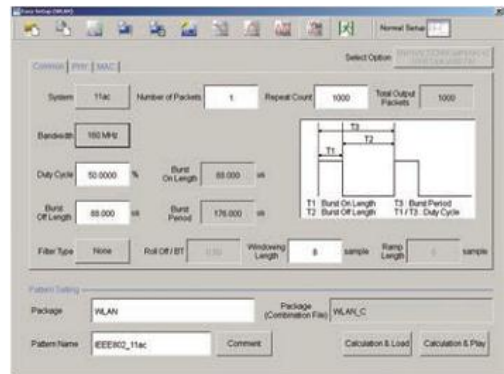 Easy Setup (WLAN)
Normal Setup
Select Option
Common PHY MAC
System 11ac Number of Packets 1 Repeat Count 1000 Total Output Packets 1000
Bandwidth 160 MHz
Duty Cycle 50.0000 % Burst On Length 88.000 us
Burst Off Length 88.000 us Burst Period 176.000 us
T3
T2
T1
T1 Burst On Length T3 Burst Period
T2 Burst Off Length T1 / T3 Duty Cycle
Filter Type None Roll Off / BT Windowing Length 8 sample Ramp Length sample
Pattern Setting
Package WLAN Package (Combination File) WLAN_C
Pattern Name IEEE802_11ac Comment Calculation & Load Calculation & Play